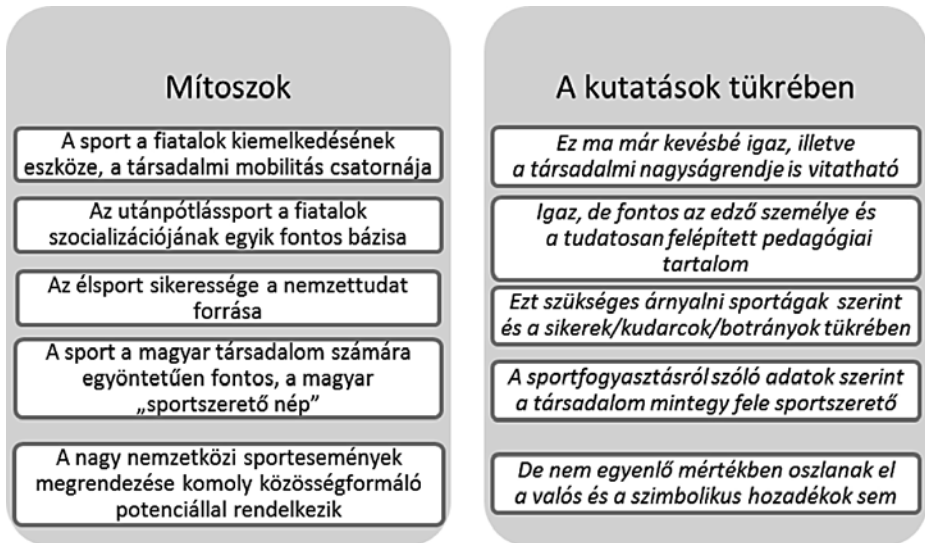 Mítoszok
A sport a fiatalok kiemelkedésének
eszköze, a társadalmi mobilitás csatornája
Az utánpótlássport a fiatalok
szocializációjának egyik fontos bázisa
Az élsport sikeressége a nemzettudat
forrása
A sport a magyar társadalom számára
egyöntetűen fontos, a magyar
„sportszerető nép”
A nagy nemzetközi sportesemények
megrendezése komoly közösségformáló
potenciállal rendelkezik
A kutatások tükrében
Ez ma már kevésbé igaz, illetve
a társadalmi nagyságrendje is vitatható
Igaz, de fontos az edző személye és
a tudatosan felépített pedagógiai
tartalom
Ezt szükséges árnyalni sportágak szerint
és a sikerek/kudarcok/botrányok tükrében
A sportfogyasztásról szóló adatok szerint
a társadalom mintegy fele sportszerető
De nem egyenlő mértékben oszlanak el
a valós és a szimbolikus hozadékok sem